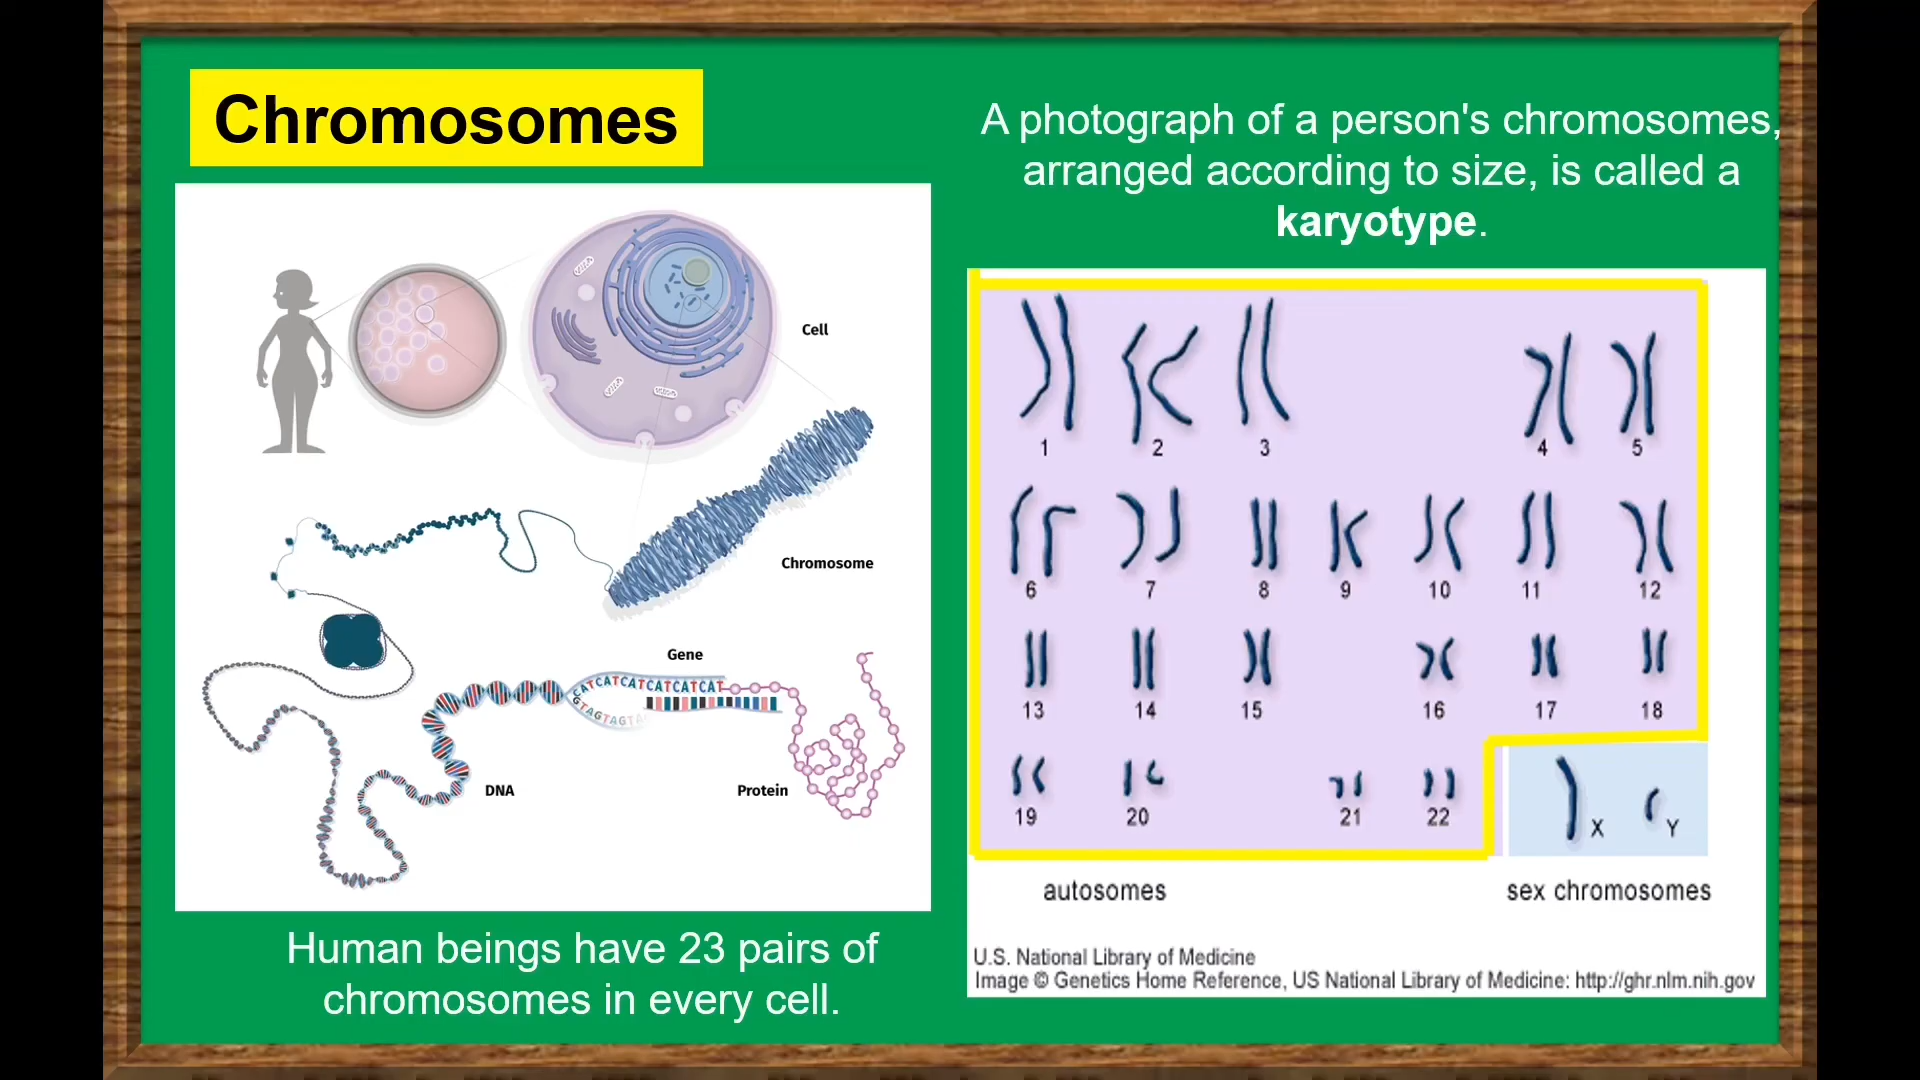 Chromosomes
A photograph of a person's chromosomes,
arranged according to size, is called a
karyotype.
Cell
Chromosome
Gene
CATCATCATCATCATCAT
GTAGTAGTA
DNA
Protein
Human beings have 23 pairs of
chromosomes in every cell.
1 2 3 4 5
6 7 8 9 10 11 12
13 14 15 16 17 18
19 20 21 22 X Y
autosomes sex chromosomes
U.S. National Library of Medicine
Image © Genetics Home Reference, US National Library of Medicine: http://ghr.nlm.nih.gov